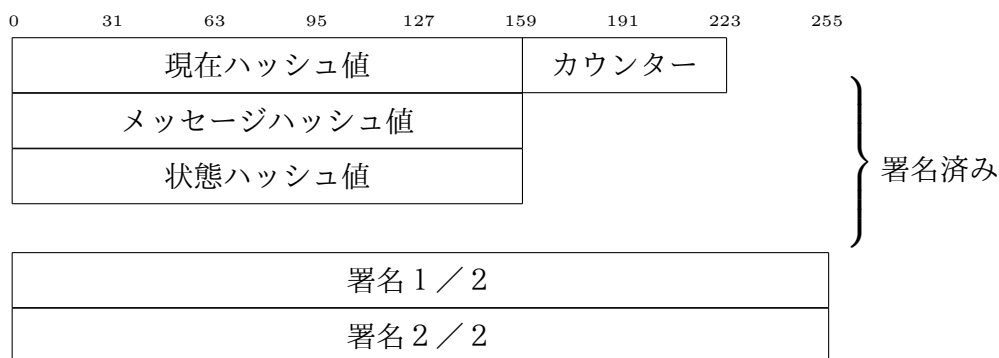 0 31 63 95 127 159 191 223 255
現在ハッシュ値 カウンター
メッセージハッシュ値
状態ハッシュ値
署名済み
署名１／２
署名２／２